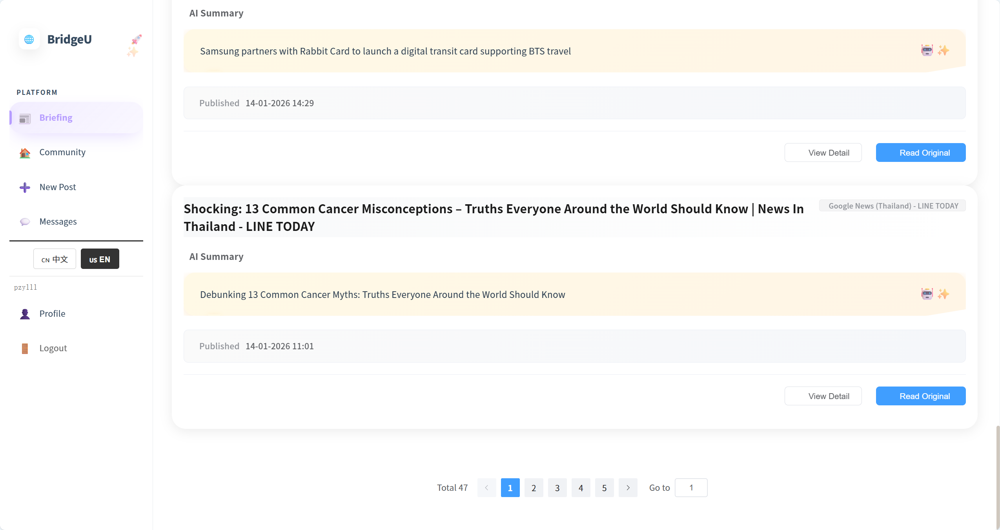 BridgeU
PLATFORM
Briefing
Community
New Post
Messages
CN 中文
US EN
pzylll
Profile
Logout
AI Summary
Samsung partners with Rabbit Card to launch a digital transit card supporting BTS travel
Published 14-01-2026 14:29
View Detail
Read Original
Shocking: 13 Common Cancer Misconceptions – Truths Everyone Around the World Should Know | News In
Thailand - LINE TODAY
Google News (Thailand) - LINE TODAY
AI Summary
Debunking 13 Common Cancer Myths: Truths Everyone Around the World Should Know
Published 14-01-2026 11:01
View Detail
Read Original
Total 47 1 2 3 4 5 Go to 1